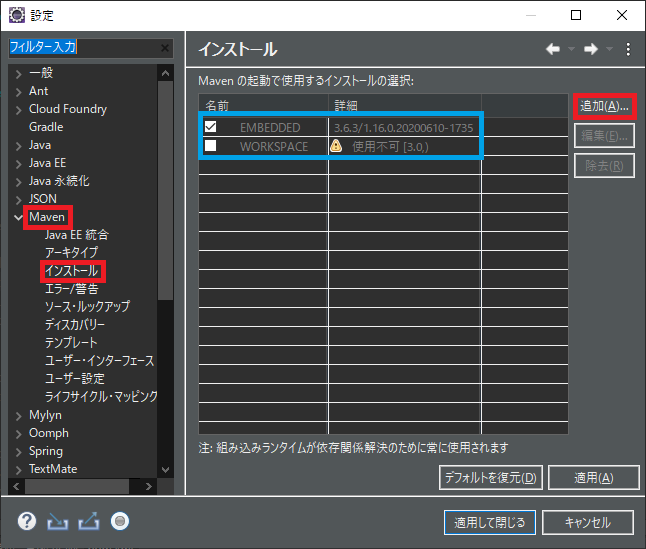 設定
フィルター入力
一般
Ant
Cloud Foundry
Gradle
Java
Java EE
Java 永続化
JSON
Maven
Java EE 統合
アーキタイプ
インストール
エラー/警告
ソース・ルックアップ
ディスカバリー
テンプレート
ユーザー・インターフェース
ユーザー設定
ライフサイクル・マッピング
Mylyn
Oomph
Spring
TextMate
インストール
Maven の起動で使用するインストールの選択:
名前 詳細
EMBEDDED 3.6.3/1.16.0.20200610-1735
WORKSPACE 使用不可 [3.0,)
追加(A)...
編集(E)...
除去(R)
注: 組み込みランタイムが依存関係解決のために常に使用されます
デフォルトを復元(D) 適用(A)
適用して閉じる キャンセル